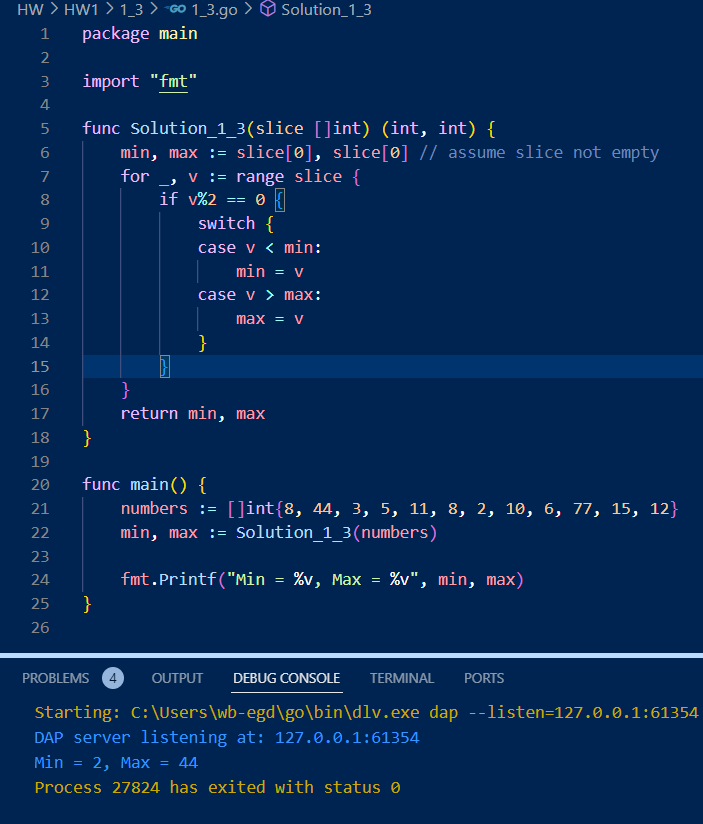 HW > HW1 > 1_3 > GO 1_3.go > Solution_1_3
1 package main
2
3 import "fmt"
4
5 func Solution_1_3(slice []int) (int, int) {
6 min, max := slice[0], slice[0] // assume slice not empty
7 for _, v := range slice {
8 if v%2 == 0 {
9 switch {
10 case v < min:
11 min = v
12 case v > max:
13 max = v
14 }
15 }
16 }
17 return min, max
18 }
19
20 func main() {
21 numbers := []int{8, 44, 3, 5, 11, 8, 2, 10, 6, 77, 15, 12}
22 min, max := Solution_1_3(numbers)
23
24 fmt.Printf("Min = %v, Max = %v", min, max)
25 }
26
PROBLEMS 4 OUTPUT DEBUG CONSOLE TERMINAL PORTS
Starting: C:\Users\wb-egd\go\bin\dlv.exe dap --listen=127.0.0.1:61354
DAP server listening at: 127.0.0.1:61354
Min = 2, Max = 44
Process 27824 has exited with status 0